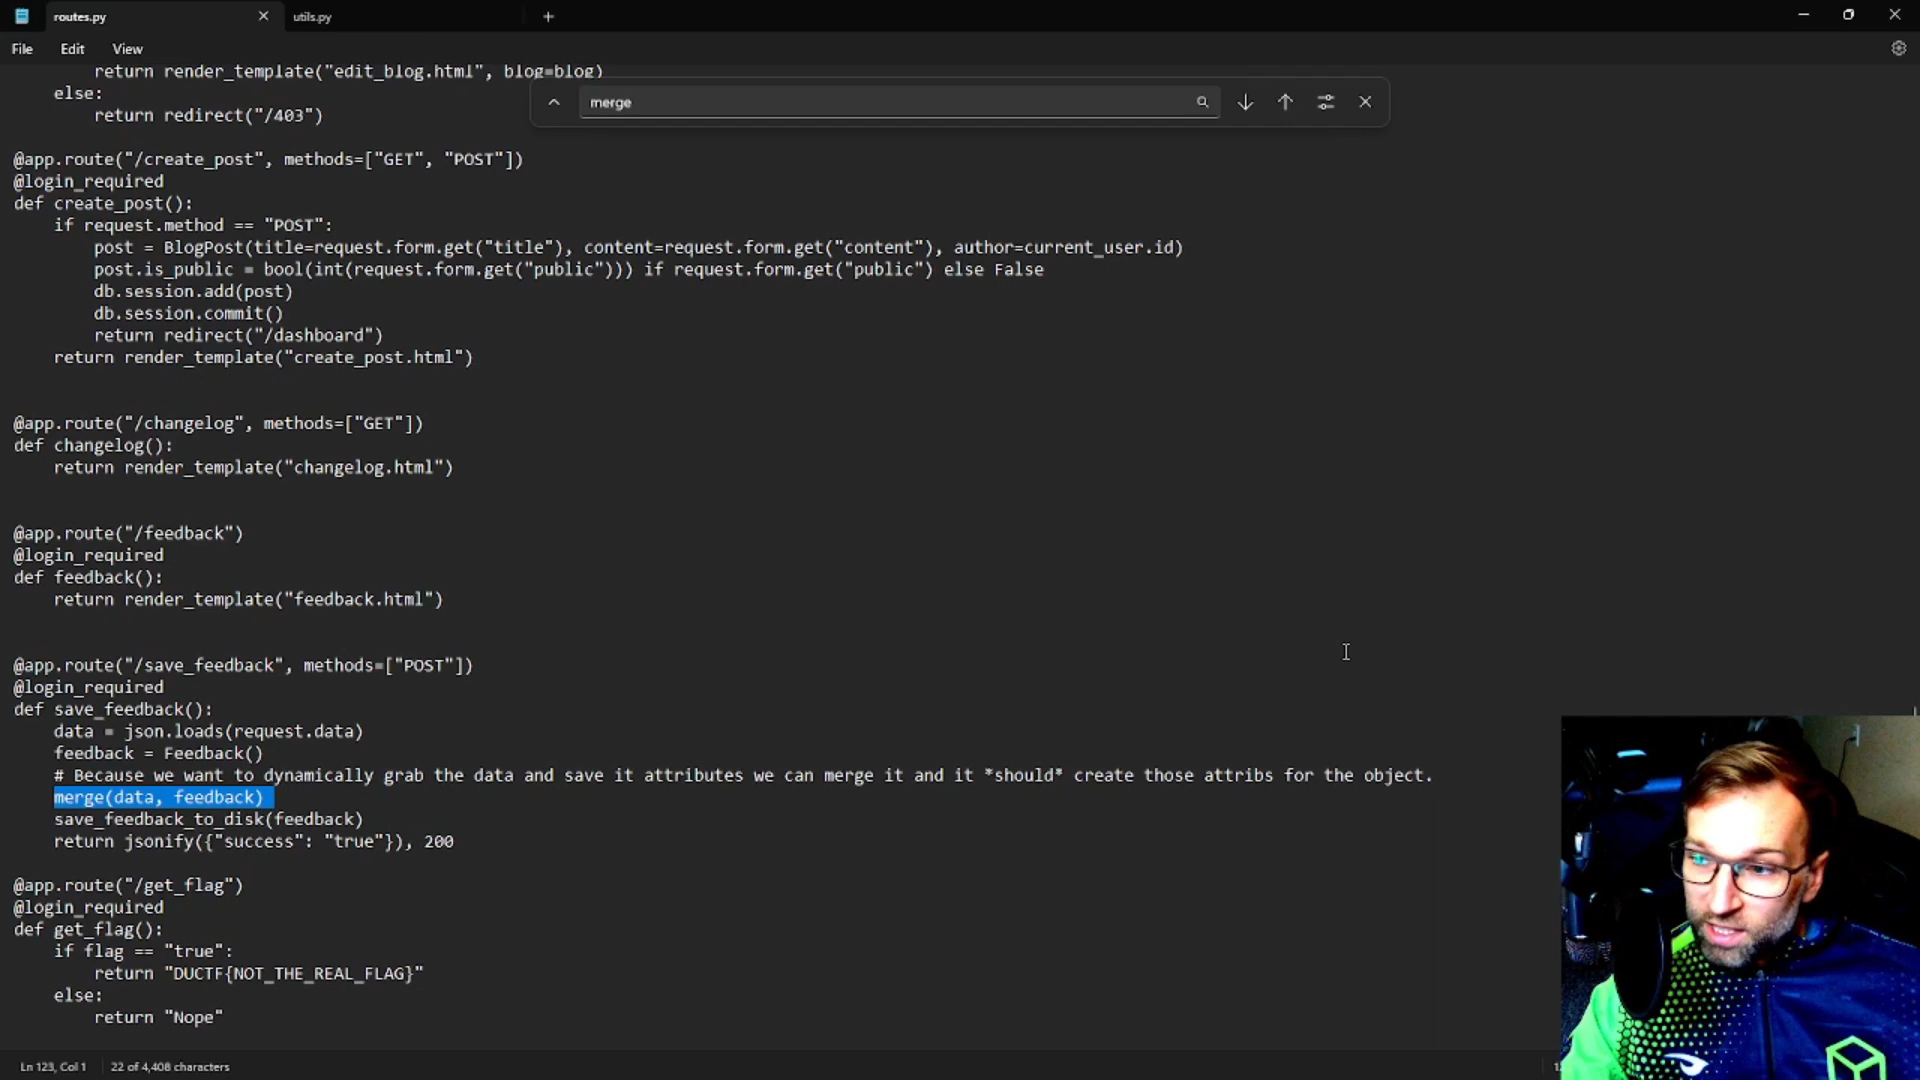 routes.py
utils.py
File Edit View
return render_template("edit_blog.html", blog=blog)
merge
else:
return redirect("/403")
@app.route("/create_post", methods=["GET", "POST"])
@login_required
def create_post():
if request.method == "POST":
post = BlogPost(title=request.form.get("title"), content=request.form.get("content"), author=current_user.id)
post.is_public = bool(int(request.form.get("public"))) if request.form.get("public") else False
db.session.add(post)
db.session.commit()
return redirect("/dashboard")
return render_template("create_post.html")
@app.route("/changelog", methods=["GET"])
def changelog():
return render_template("changelog.html")
@app.route("/feedback")
@login_required
def feedback():
return render_template("feedback.html")
@app.route("/save_feedback", methods=["POST"])
@login_required
def save_feedback():
data = json.loads(request.data)
feedback = Feedback()
# Because we want to dynamically grab the data and save it attributes we can merge it and it *should* create those attribs for the object.
merge(data, feedback)
save_feedback_to_disk(feedback)
return jsonify({"success": "true"}), 200
@app.route("/get_flag")
@login_required
def get_flag():
if flag == "true":
return "DUCTF{NOT_THE_REAL_FLAG}"
else:
return "Nope"
Ln 123, Col 1 22 of 4,408 characters